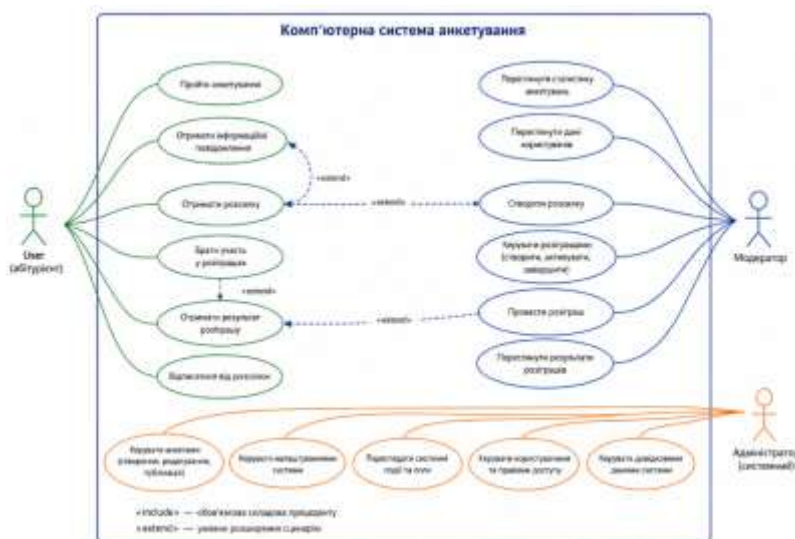 Комп'ютерна система анкетування
Пройти анкетування
Отримати інформаційні
повідомлення
Отримати розсилку
Брати участь
у розіграшах
Отримати результат
розіграшу
Відписатися від розсилки
User
(абітурієнт)
«extend»
«extend»
«extend»
«extend»
Переглянути статистику
анкетувань
Переглянути дані
користувачів
Створити розсилку
Керувати розіграшами
(створити, активувати,
завершити)
Провести розіграш
Переглянути результати
розіграшів
Модератор
Керувати анкетами
(створення, редагування,
публікація)
Керувати налаштуваннями
системи
Переглядати системні
події та логи
Керувати користувачами
та правами доступу
Керувати довідковими
даними системи
Адміністратор
(системний)
«include» — обов'язкова складова прецеденту
«extend» — умовне розширення сценарію